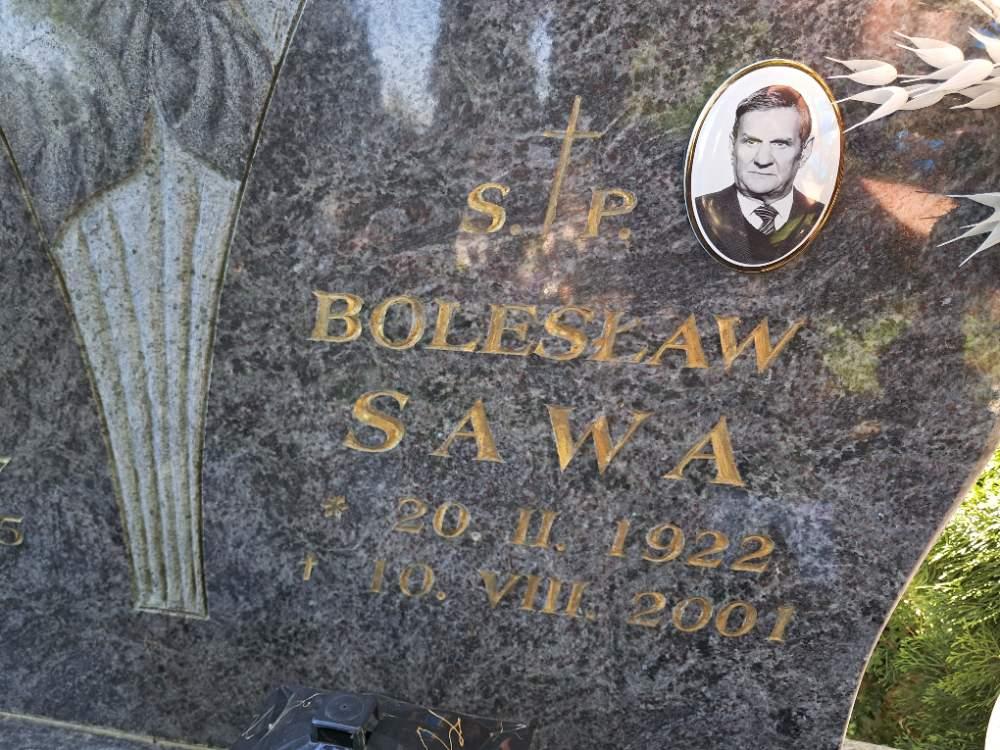 S. P.
BOLESŁAW
SAWA
* 20. II. 1922
† 10. VIII. 2001